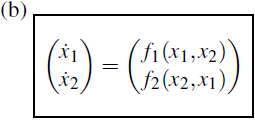 (b)
(ẋ₁) = (f₁(x₁,x₂))
(ẋ₂) = (f₂(x₂,x₁))